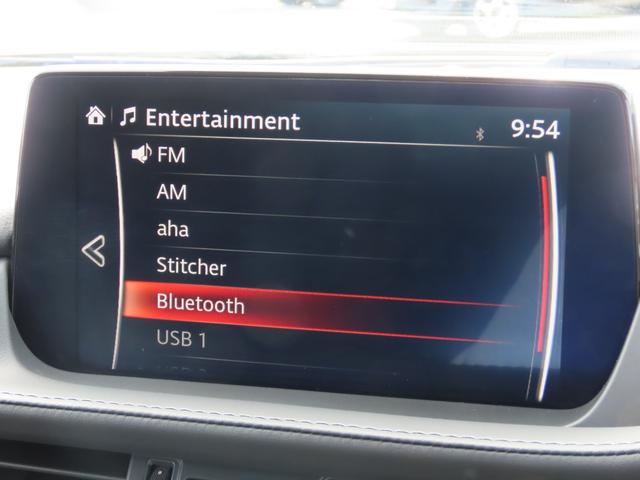 Entertainment
9:54
FM
AM
aha
Stitcher
Bluetooth
USB 1